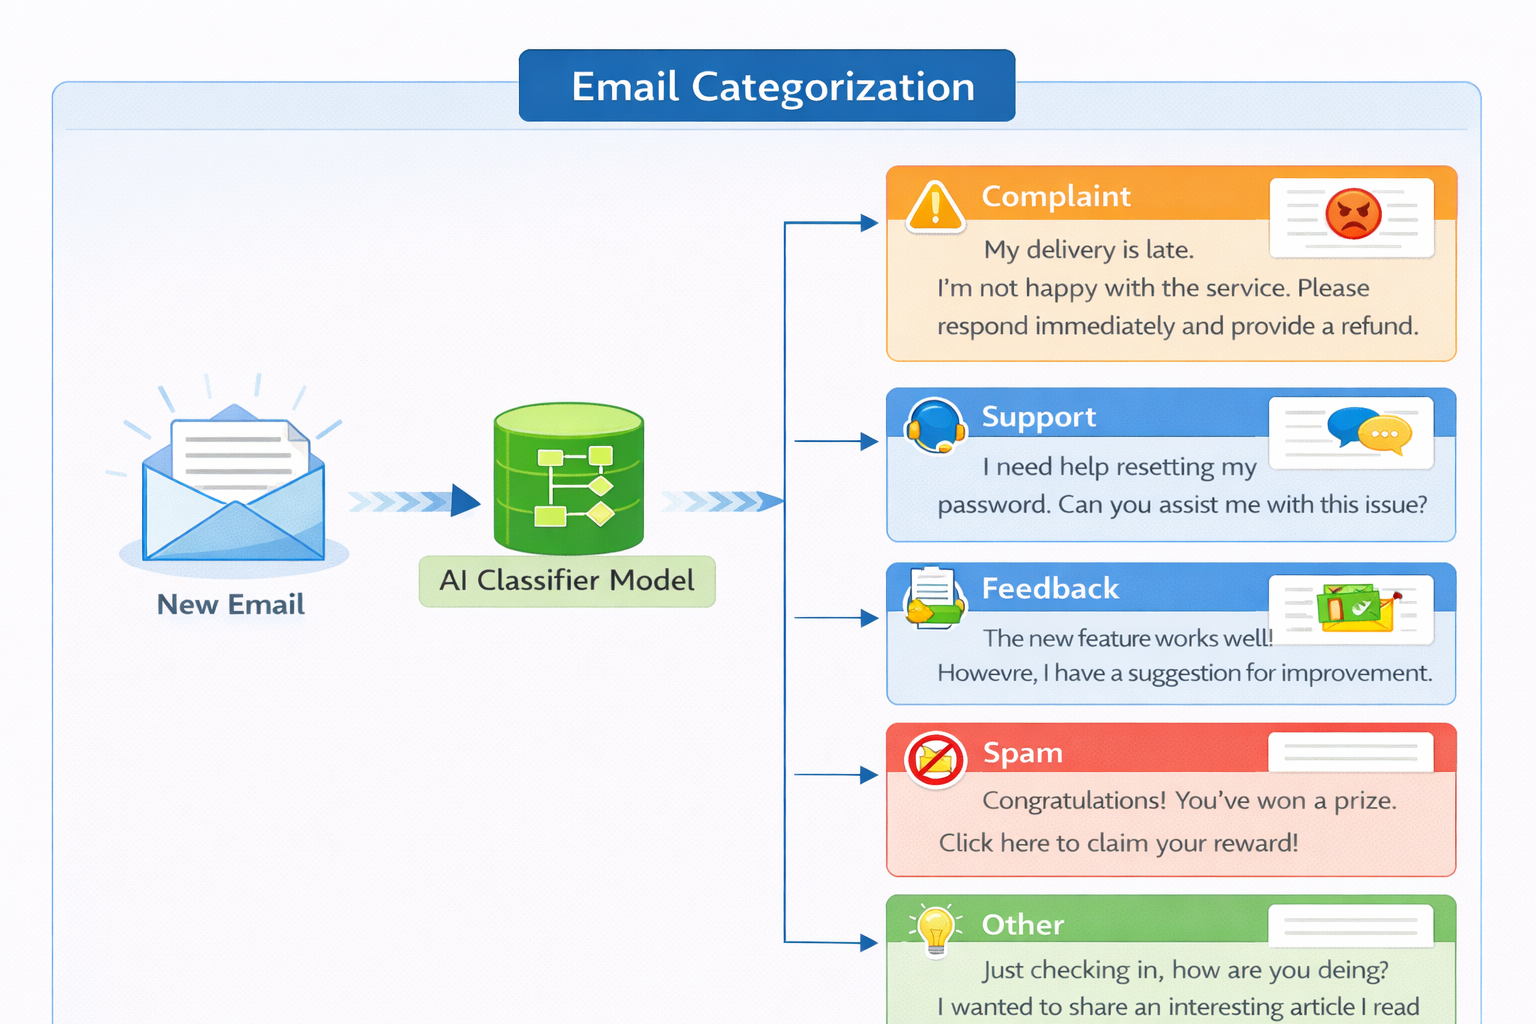 Email Categorization
New Email
AI Classifier Model
Complaint
My delivery is late.
I'm not happy with the service. Please
respond immediately and provide a refund.
Support
I need help resetting my
password. Can you assist me with this issue?
Feedback
The new feature works well!
Howevre, I have a suggestion for improvement.
Spam
Congratulations! You've won a prize.
Click here to claim your reward!
Other
Just checking in, how are you deing?
I wanted to share an interesting article I read